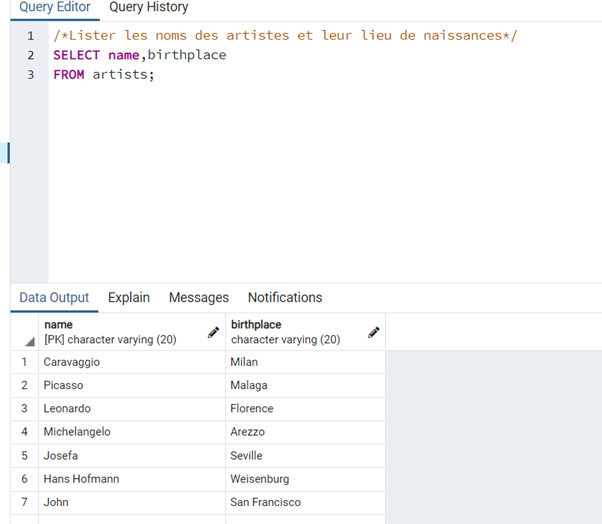 Query Editor Query History
1 /*Lister les noms des artistes et leur lieu de naissances*/
2 SELECT name,birthplace
3 FROM artists;
Data Output Explain Messages Notifications
name birthplace
[PK] character varying (20) character varying (20)
1 Caravaggio Milan
2 Picasso Malaga
3 Leonardo Florence
4 Michelangelo Arezzo
5 Josefa Seville
6 Hans Hofmann Weisenburg
7 John San Francisco